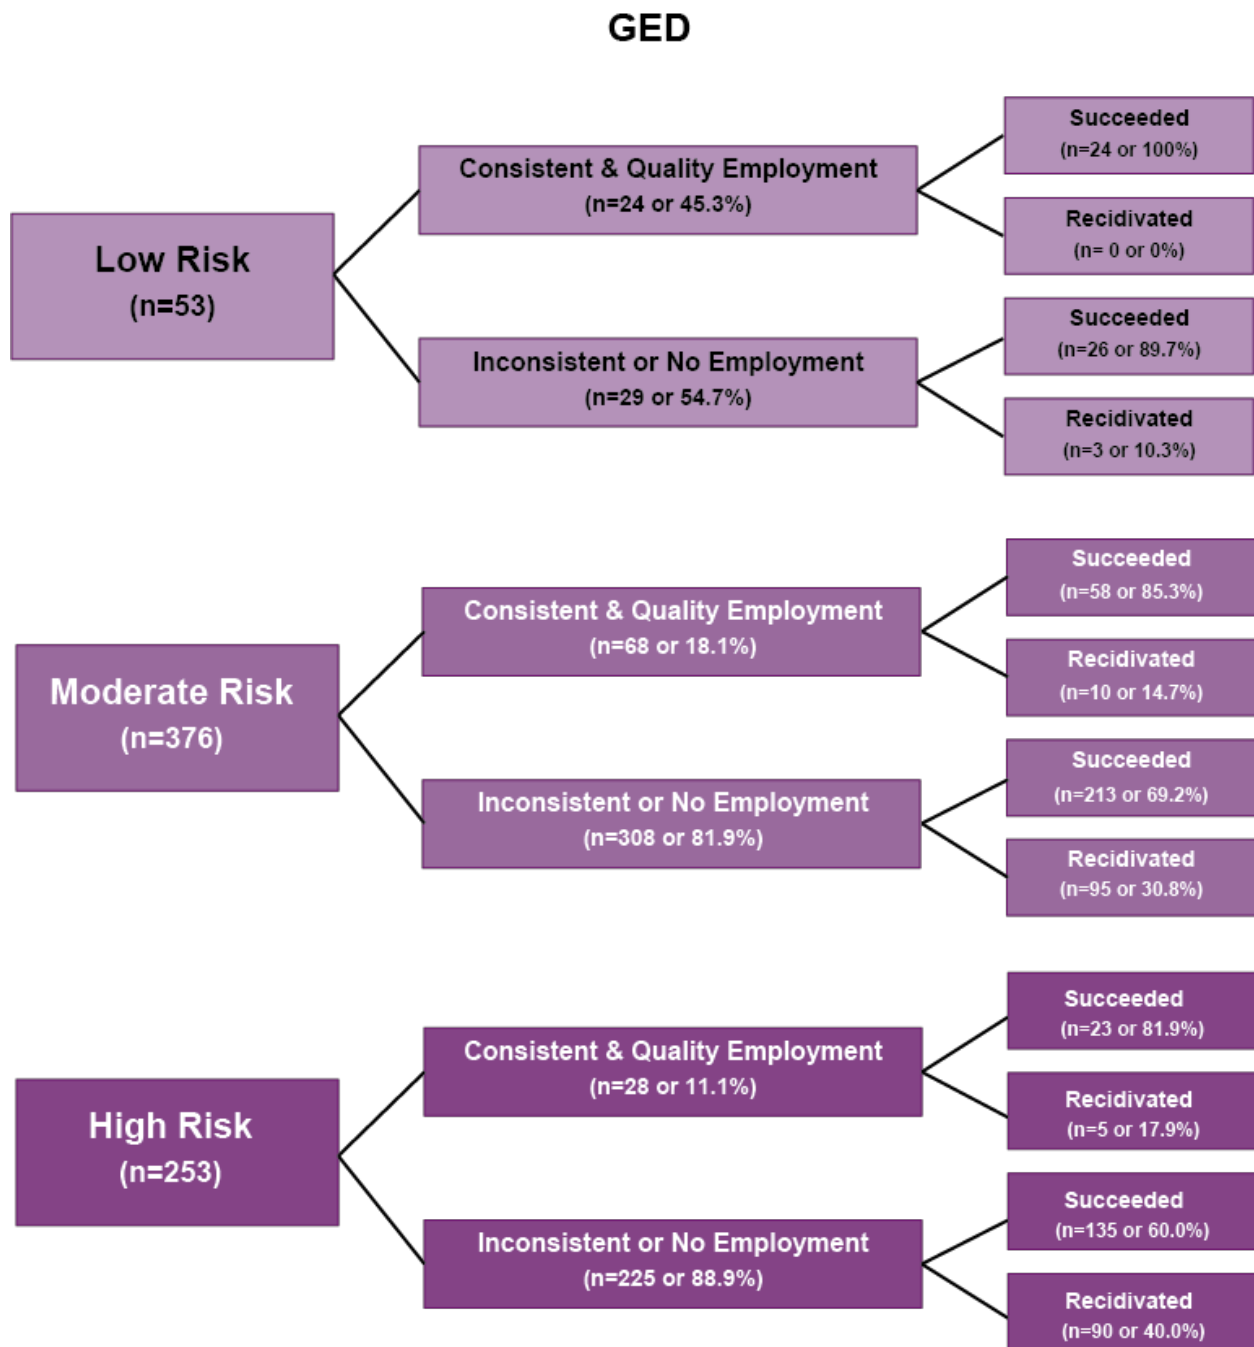 GED
Low Risk
(n=53)
Consistent & Quality Employment
(n=24 or 45.3%)
Succeeded
(n=24 or 100%)
Recidivated
(n= 0 or 0%)
Inconsistent or No Employment
(n=29 or 54.7%)
Succeeded
(n=26 or 89.7%)
Recidivated
(n=3 or 10.3%)
Moderate Risk
(n=376)
Consistent & Quality Employment
(n=68 or 18.1%)
Succeeded
(n=58 or 85.3%)
Recidivated
(n=10 or 14.7%)
Inconsistent or No Employment
(n=308 or 81.9%)
Succeeded
(n=213 or 69.2%)
Recidivated
(n=95 or 30.8%)
High Risk
(n=253)
Consistent & Quality Employment
(n=28 or 11.1%)
Succeeded
(n=23 or 81.9%)
Recidivated
(n=5 or 17.9%)
Inconsistent or No Employment
(n=225 or 88.9%)
Succeeded
(n=135 or 60.0%)
Recidivated
(n=90 or 40.0%)